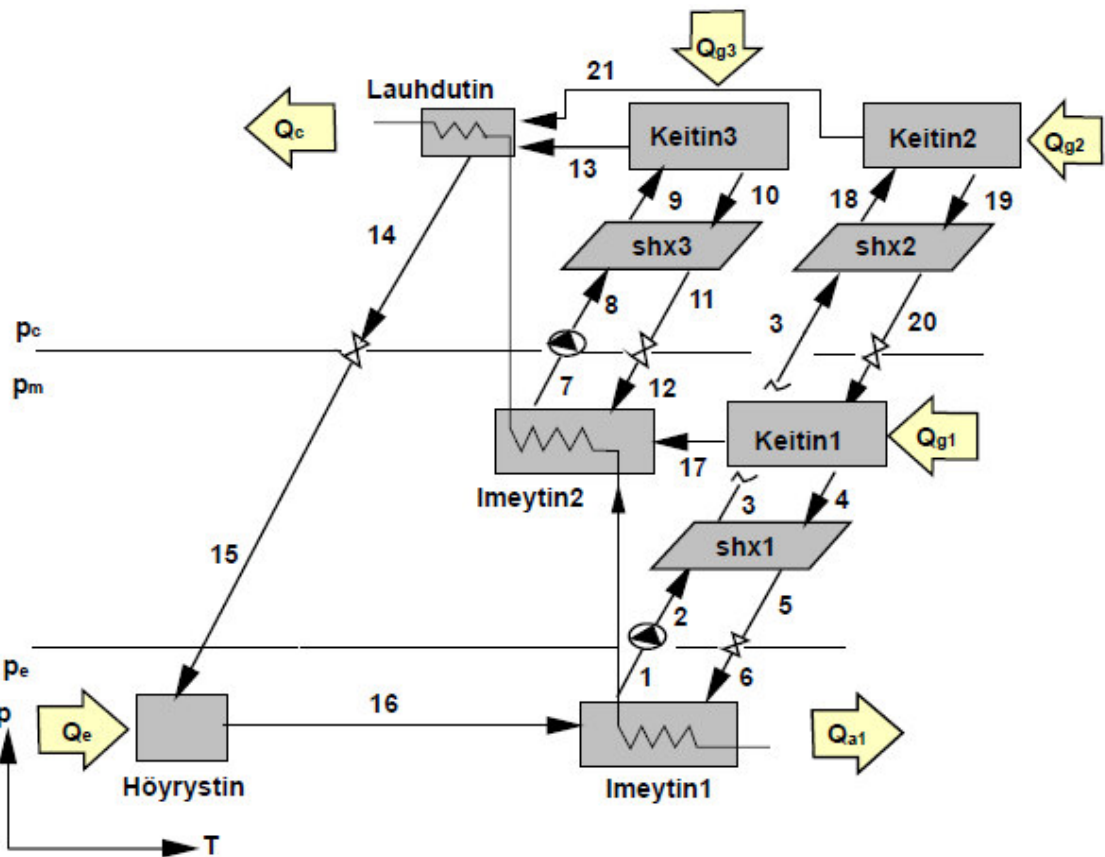 Qg3
21
Lauhdutin
Qc
Keitin3
Keitin2
Qg2
13
9
10
18
19
14
shx3
shx2
8
11
3
20
pc
pm
7
12
Keitin1
Qg1
17
Imeytin2
3
4
15
shx1
2
5
pe
1
6
p
Qe
16
Qa1
Höyrystin
Imeytin1
T